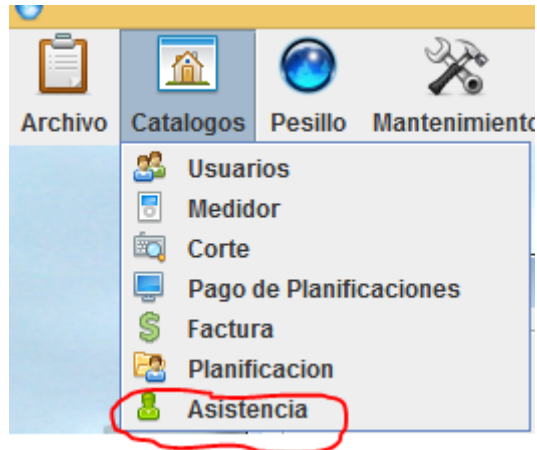 Archivo Catalogos Pesillo Mantenimiento
Usuarios
Medidor
Corte
Pago de Planificaciones
Factura
Planificacion
Asistencia